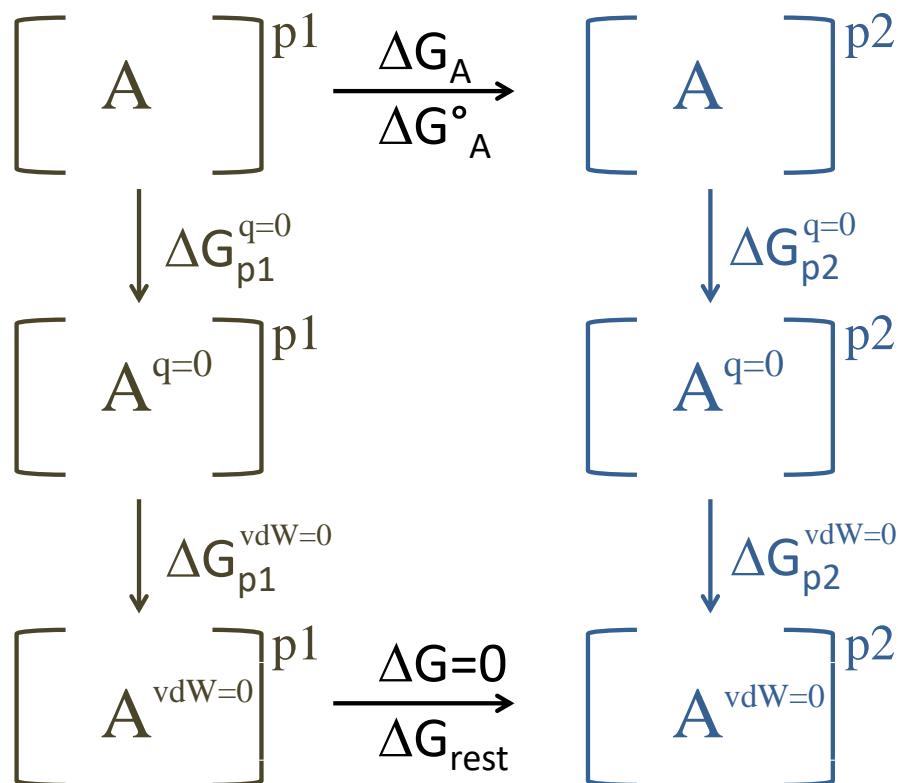 [ A ]^p1 ΔG_A [ A ]^p2
ΔG°_A
ΔG_p1^q=0 ΔG_p2^q=0
[ A^q=0 ]^p1 [ A^q=0 ]^p2
ΔG_p1^vdW=0 ΔG_p2^vdW=0
[ A^vdW=0 ]^p1 ΔG=0 [ A^vdW=0 ]^p2
ΔG_rest